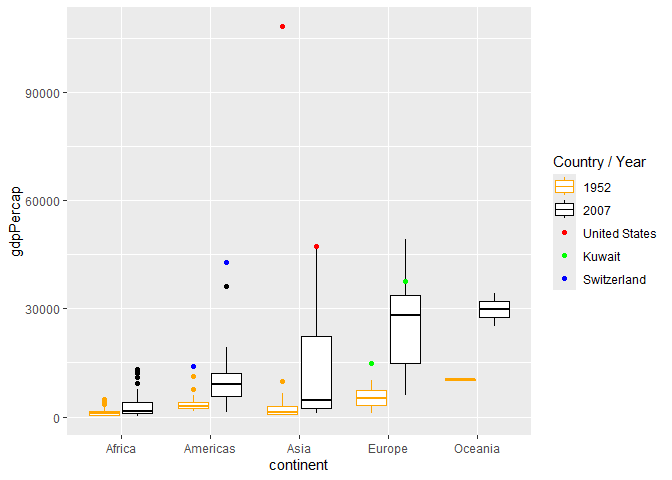 90000
60000
30000
0
gdpPercap
Africa
Americas
Asia
Europe
Oceania
continent
Country / Year
1952
2007
United States
Kuwait
Switzerland